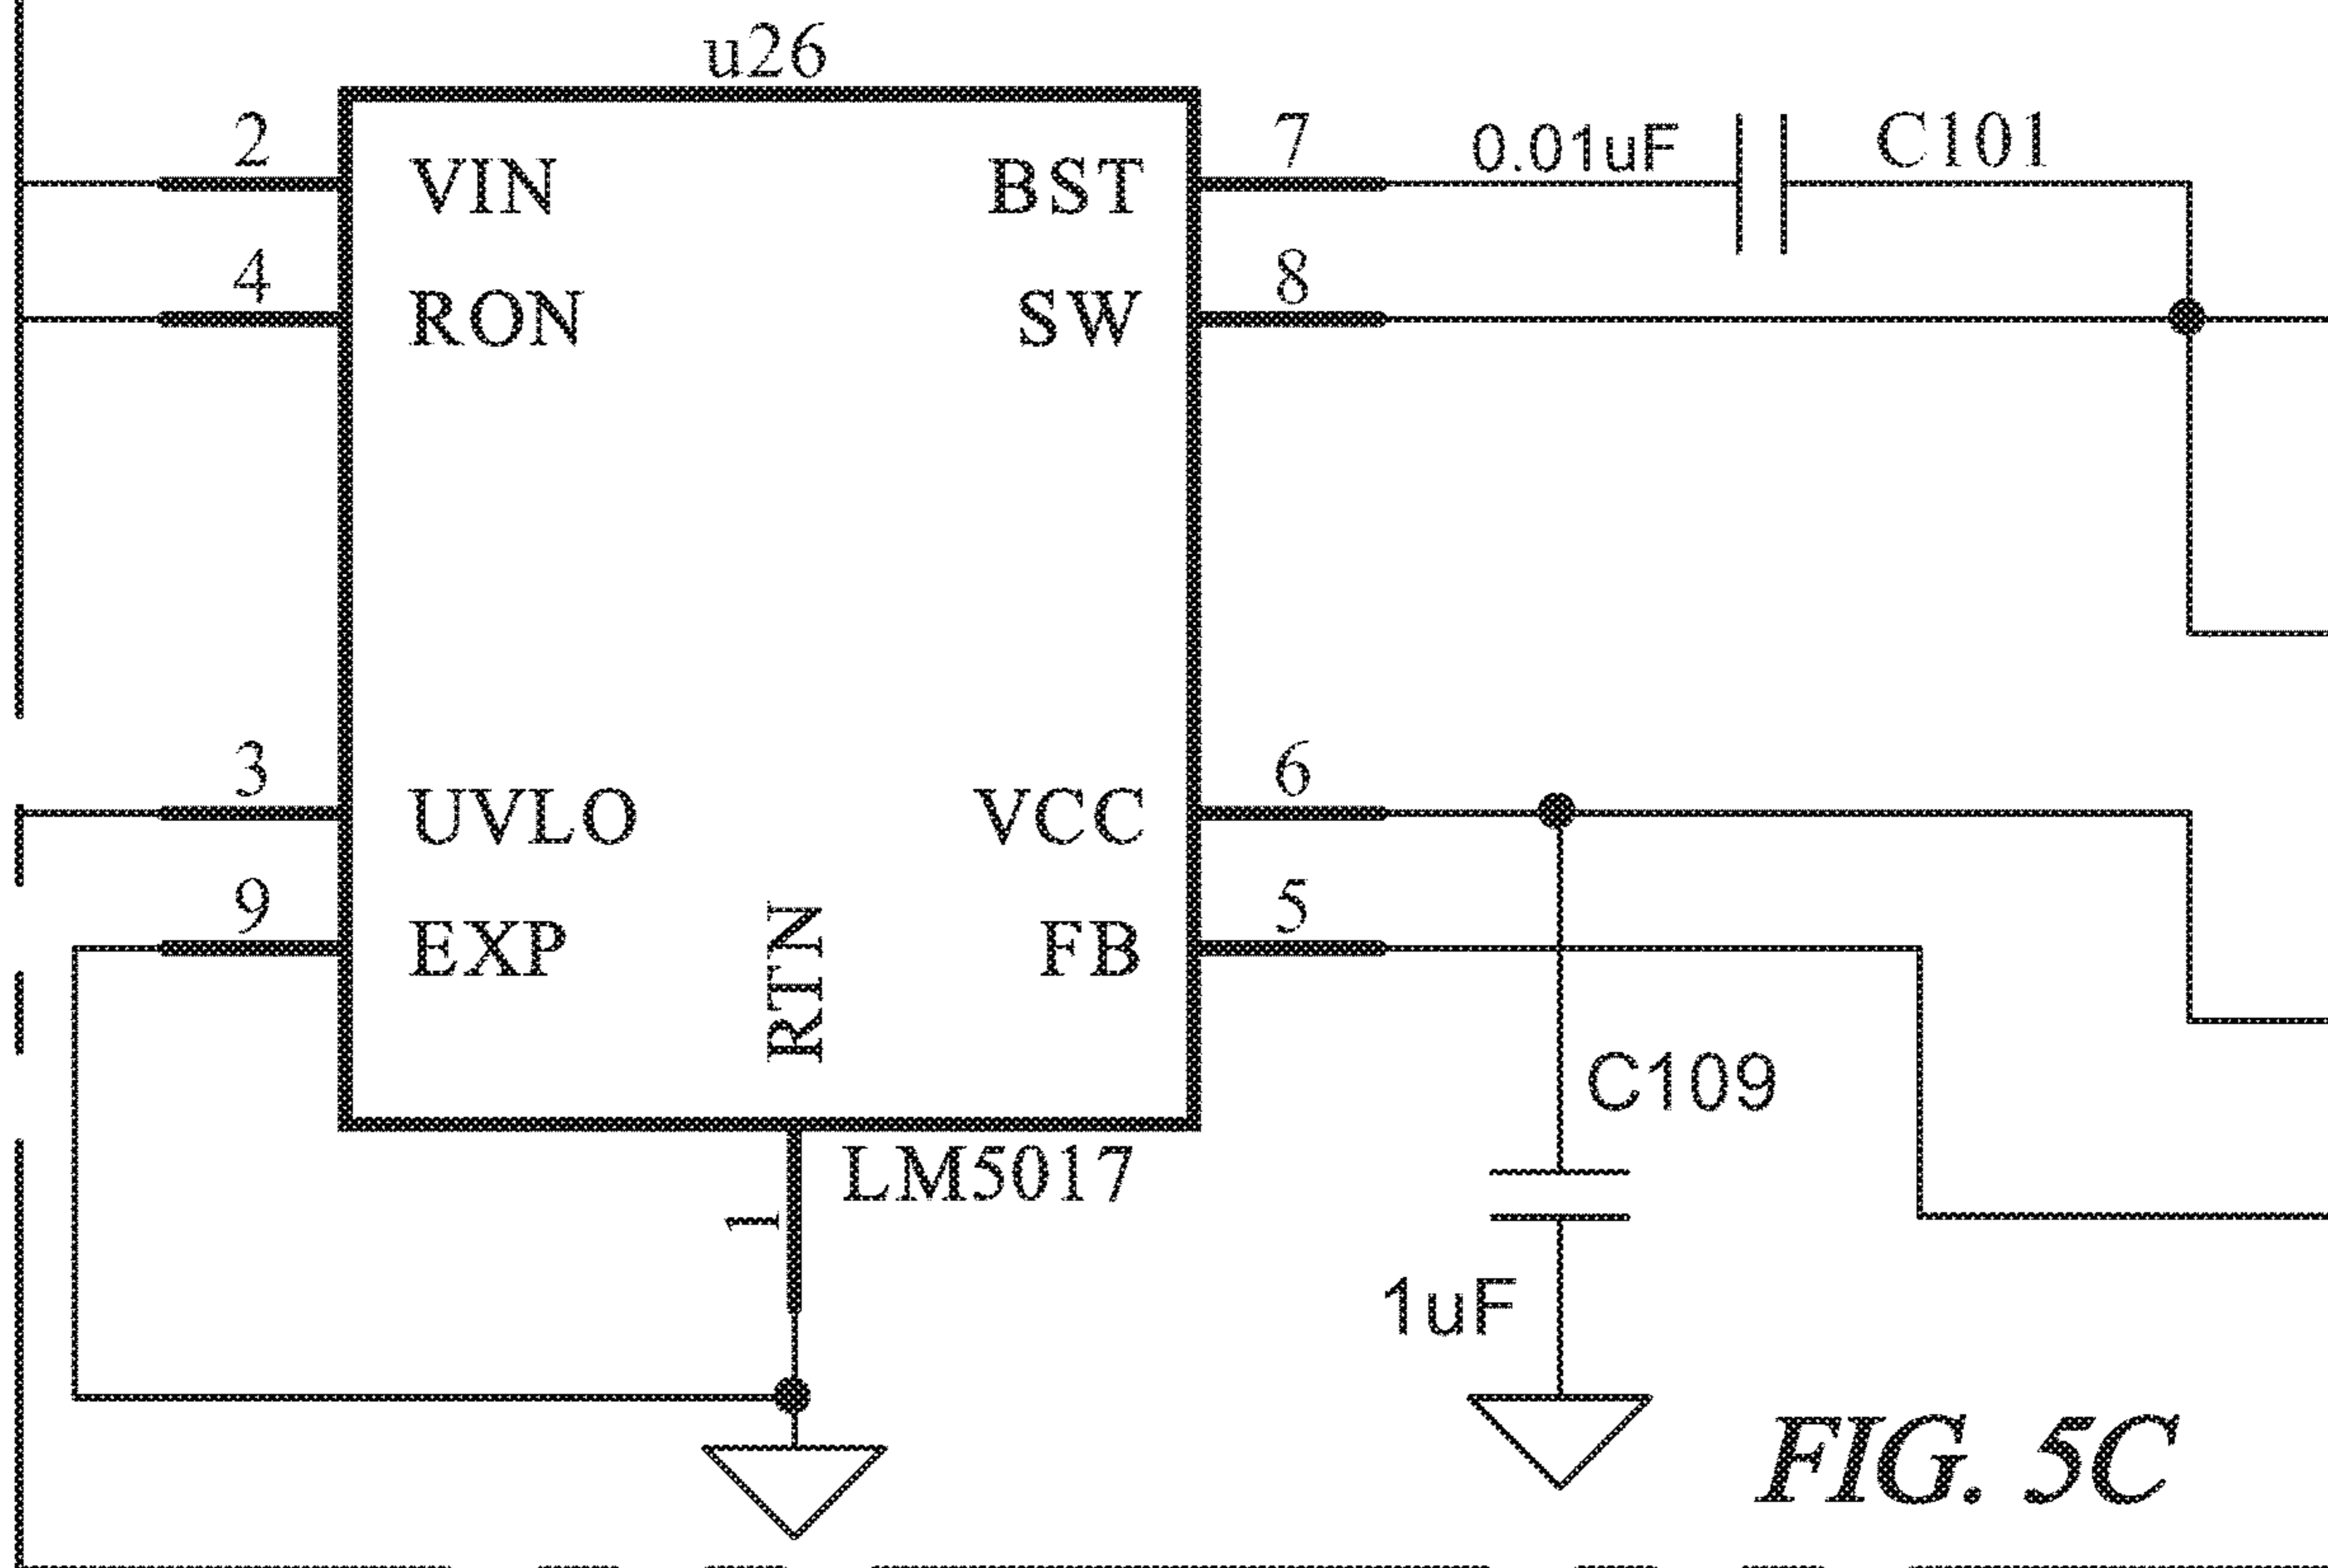 u26
2 VIN BST 7 0.01uF C101
4 RON SW 8
3 UVLO VCC 6
9 EXP RTN FB 5
C109
LM5017
1
1uF
FIG. 5C